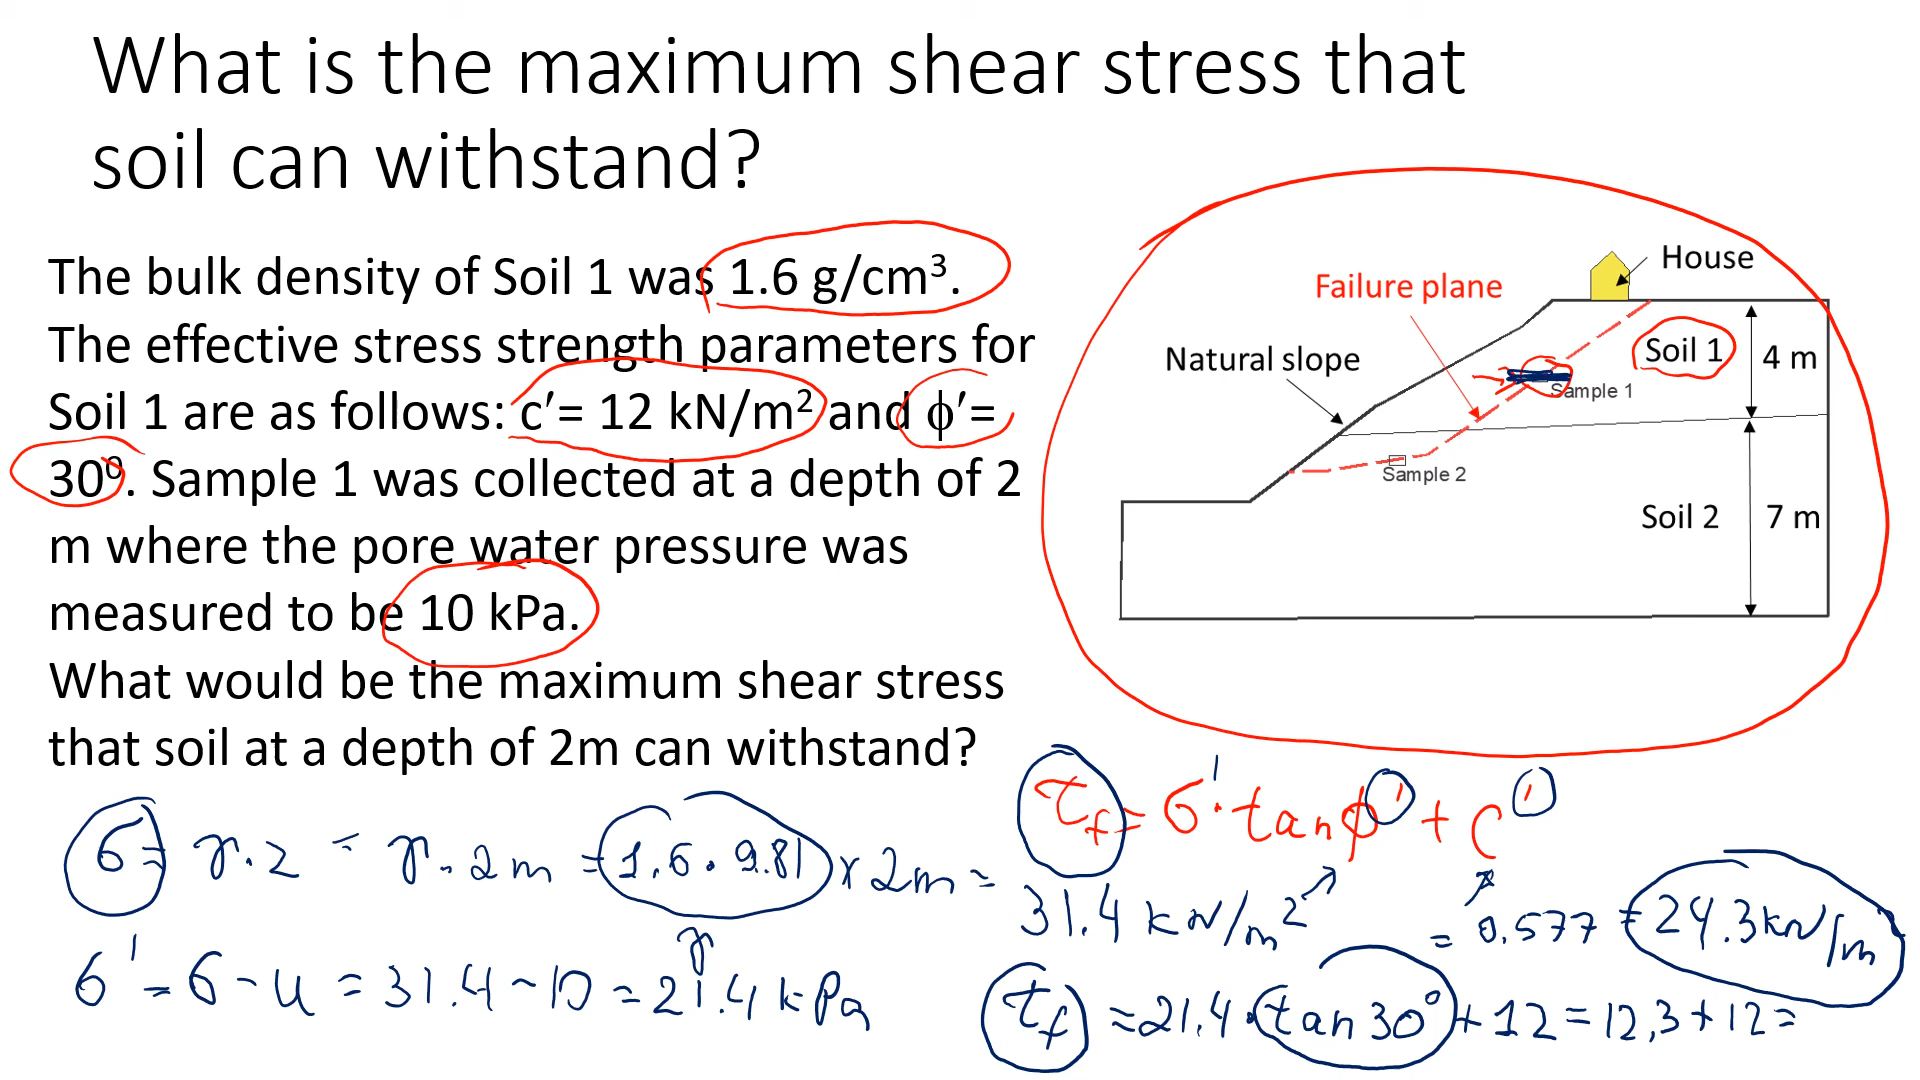 What is the maximum shear stress that
soil can withstand?
The bulk density of Soil 1 was 1.6 g/cm³.
The effective stress strength parameters for
Soil 1 are as follows: c′= 12 kN/m² and ϕ′=
30⁰. Sample 1 was collected at a depth of 2
m where the pore water pressure was
measured to be 10 kPa.
What would be the maximum shear stress
that soil at a depth of 2m can withstand?
House
Failure plane
Natural slope
Soil 1
4 m
Sample 1
Sample 2
Soil 2
7 m
τf = σ' · tan ϕ' + c'
σ = γ · z = γ · 2m = 1.6 · 9.81 × 2m =
31.4 kN/m²
= 0.577 = 24.3 kN/m
σ' = σ - u = 31.4 - 10 = 21.4 kPa
τf = 21.4 · tan 30° + 12 = 12,3 + 12 =